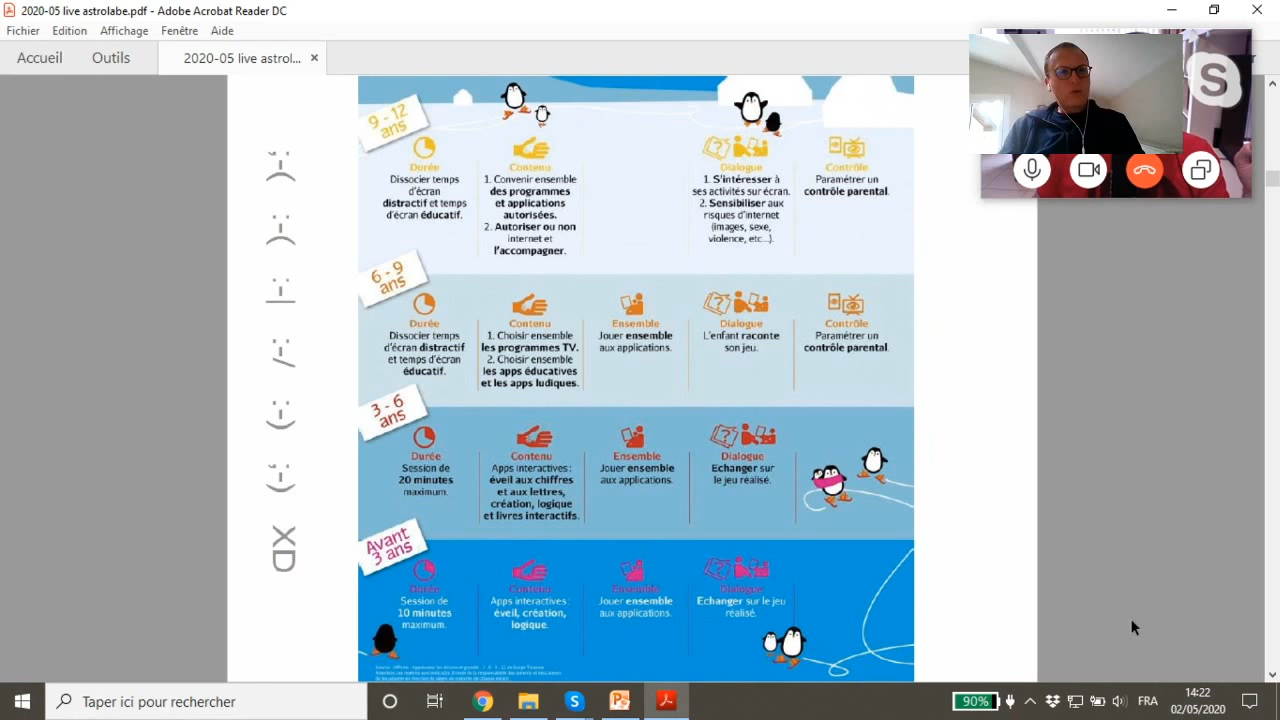 2020-05 live astrolabe.pdf - Adobe Acrobat Reader DC
Fichier Edition Affichage Fenêtre Aide
Accueil Outils 2020-05 live astrol... ×
9 - 12
ans
Durée
Dissocier temps
d'écran
distractif et temps
d'écran éducatif.
Contenu
1. Convenir ensemble
des programmes
et applications
autorisées.
2. Autoriser ou non
internet et
l'accompagner.
Dialogue
1. S'intéresser à
ses activités sur écran.
2. Sensibiliser aux
risques d'internet
(images, sexe,
violence, etc...).
Contrôle
Paramétrer un
contrôle parental.
6 - 9
ans
Durée
Dissocier temps
d'écran distractif
et temps d'écran
éducatif.
Contenu
1. Choisir ensemble
les programmes TV.
2. Choisir ensemble
les apps éducatives
et les apps ludiques.
Ensemble
Jouer ensemble
aux applications.
Dialogue
L'enfant raconte
son jeu.
Contrôle
Paramétrer un
contrôle parental.
3 - 6
ans
Durée
Session de
20 minutes
maximum.
Contenu
Apps interactives :
éveil aux chiffres
et aux lettres,
création, logique
et livres interactifs.
Ensemble
Jouer ensemble
aux applications.
Dialogue
Echanger sur
le jeu réalisé.
Avant
3 ans
Durée
Session de
10 minutes
maximum.
Contenu
Apps interactives :
éveil, création,
logique.
Ensemble
Jouer ensemble
aux applications.
Dialogue
Echanger sur le jeu
réalisé.
:'-(
:-(
:-|
:-/
:-)
;-)
XD
S
Taper ici pour rechercher
90%
FRA
14:22
02/05/2020